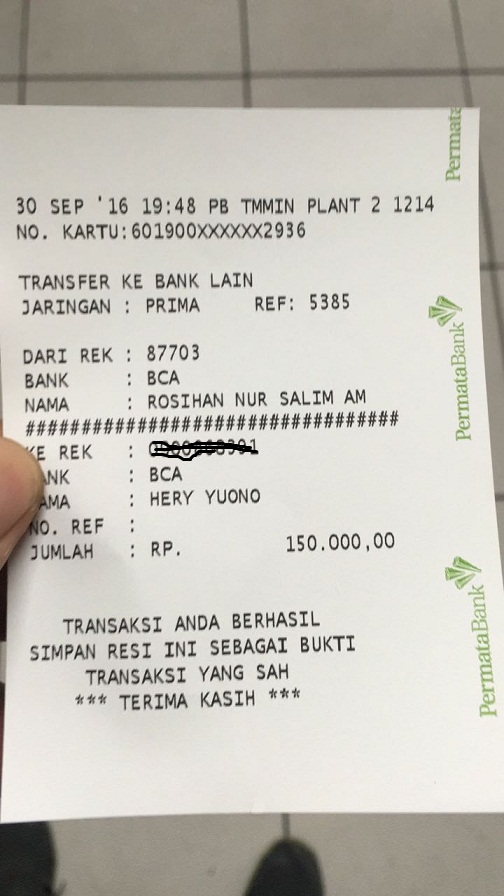 30 SEP '16 19:48 PB TMMIN PLANT 2 1214
NO. KARTU:601900XXXXXX2936
TRANSFER KE BANK LAIN
JARINGAN : PRIMA REF: 5385
DARI REK : 87703
BANK : BCA
NAMA : ROSIHAN NUR SALIM AM
#################################
KE REK :
ANK : BCA
AMA : HERY YUONO
NO. REF :
JUMLAH : RP. 150.000,00
TRANSAKSI ANDA BERHASIL
SIMPAN RESI INI SEBAGAI BUKTI
TRANSAKSI YANG SAH
*** TERIMA KASIH ***
Permata
PermataBank
PermataBank